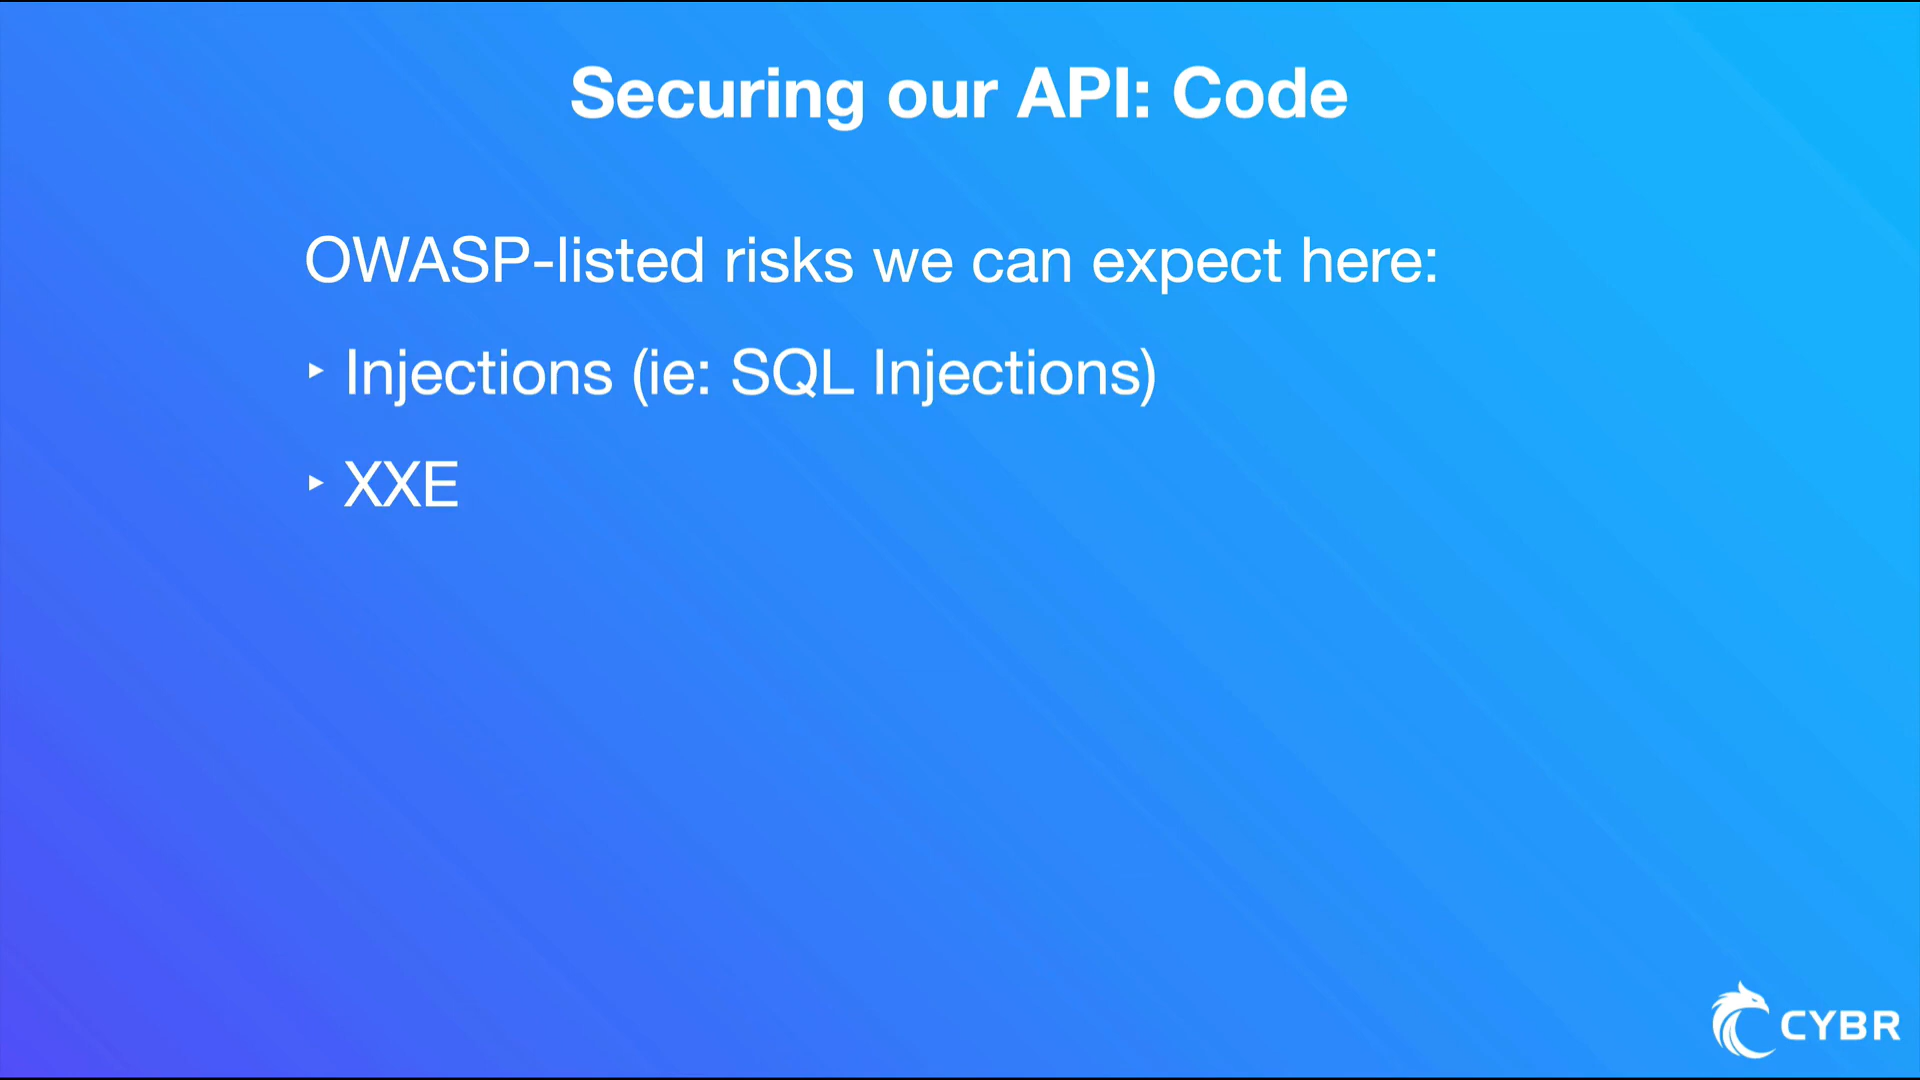 Securing our API: Code
OWASP-listed risks we can expect here:
‣ Injections (ie: SQL Injections)
‣ XXE
CYBR